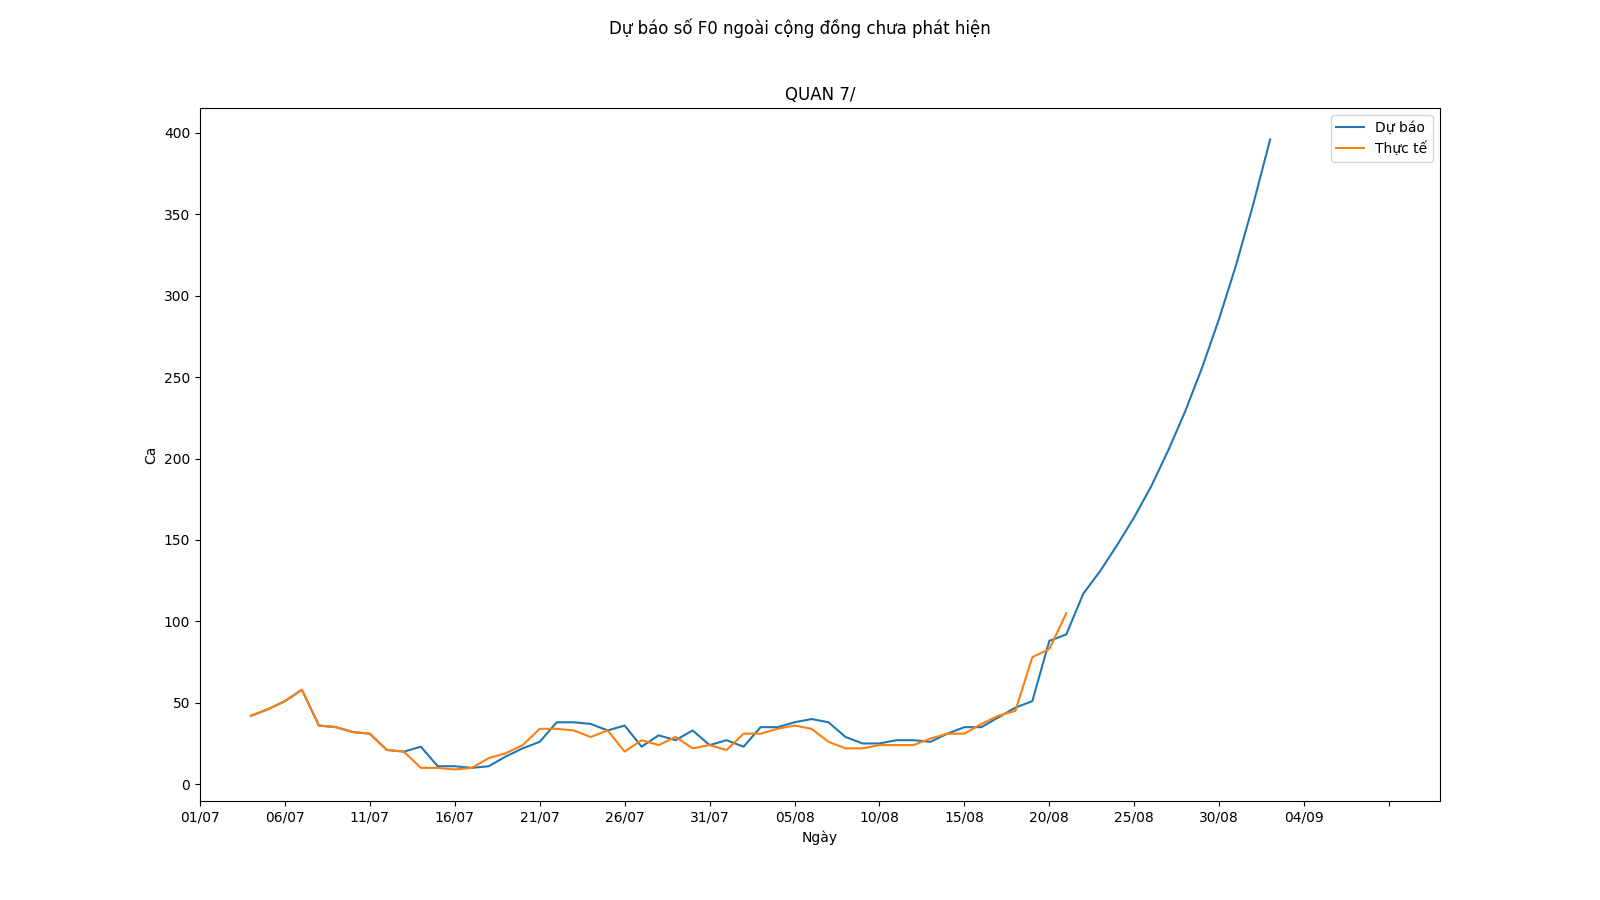 Dự báo số F0 ngoài cộng đồng chưa phát hiện
QUAN 7/
Dự báo
Thực tế
400
350
300
250
200
150
100
50
0
Ca
01/07 06/07 11/07 16/07 21/07 26/07 31/07 05/08 10/08 15/08 20/08 25/08 30/08 04/09
Ngày